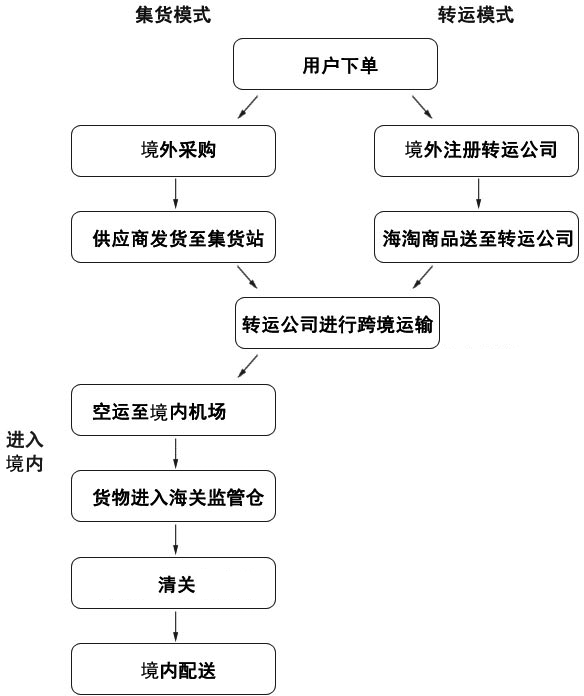 集货模式
转运模式
用户下单
境外采购
境外注册转运公司
供应商发货至集货站
海淘商品送至转运公司
转运公司进行跨境运输
空运至境内机场
进入
境内
货物进入海关监管仓
清关
境内配送